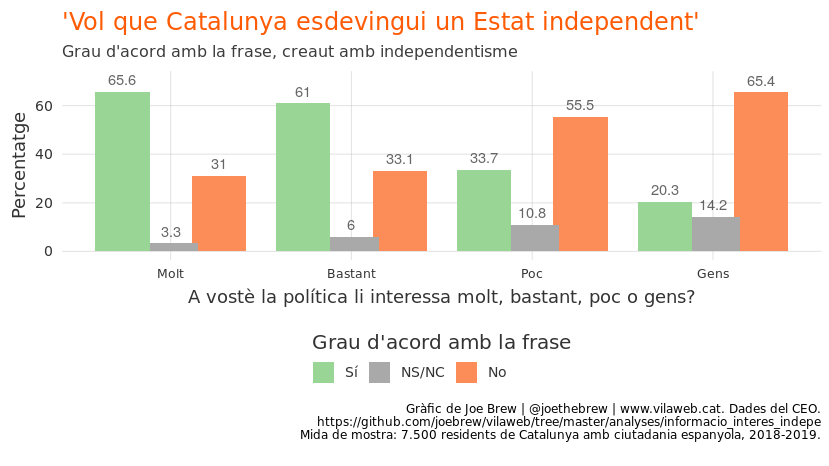 'Vol que Catalunya esdevingui un Estat independent'
Grau d'acord amb la frase, creaut amb independentisme
Percentatge
60
40
20
0
65.6
3.3
31
61
6
33.1
33.7
10.8
55.5
20.3
14.2
65.4
Molt
Bastant
Poc
Gens
A vostè la política li interessa molt, bastant, poc o gens?
Grau d'acord amb la frase
Sí
NS/NC
No
Gràfic de Joe Brew | @joethebrew | www.vilaweb.cat. Dades del CEO.
https://github.com/joebrew/vilaweb/tree/master/analyses/informacio_interes_indepe
Mida de mostra: 7.500 residents de Catalunya amb ciutadania espanyola, 2018-2019.